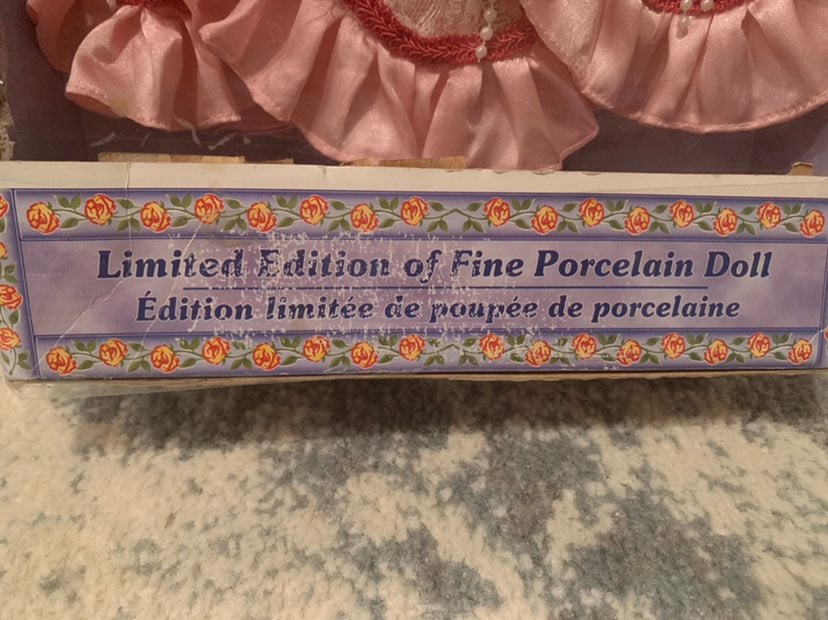 Limited Edition of Fine Porcelain Doll
Édition limitée de poupée de porcelaine